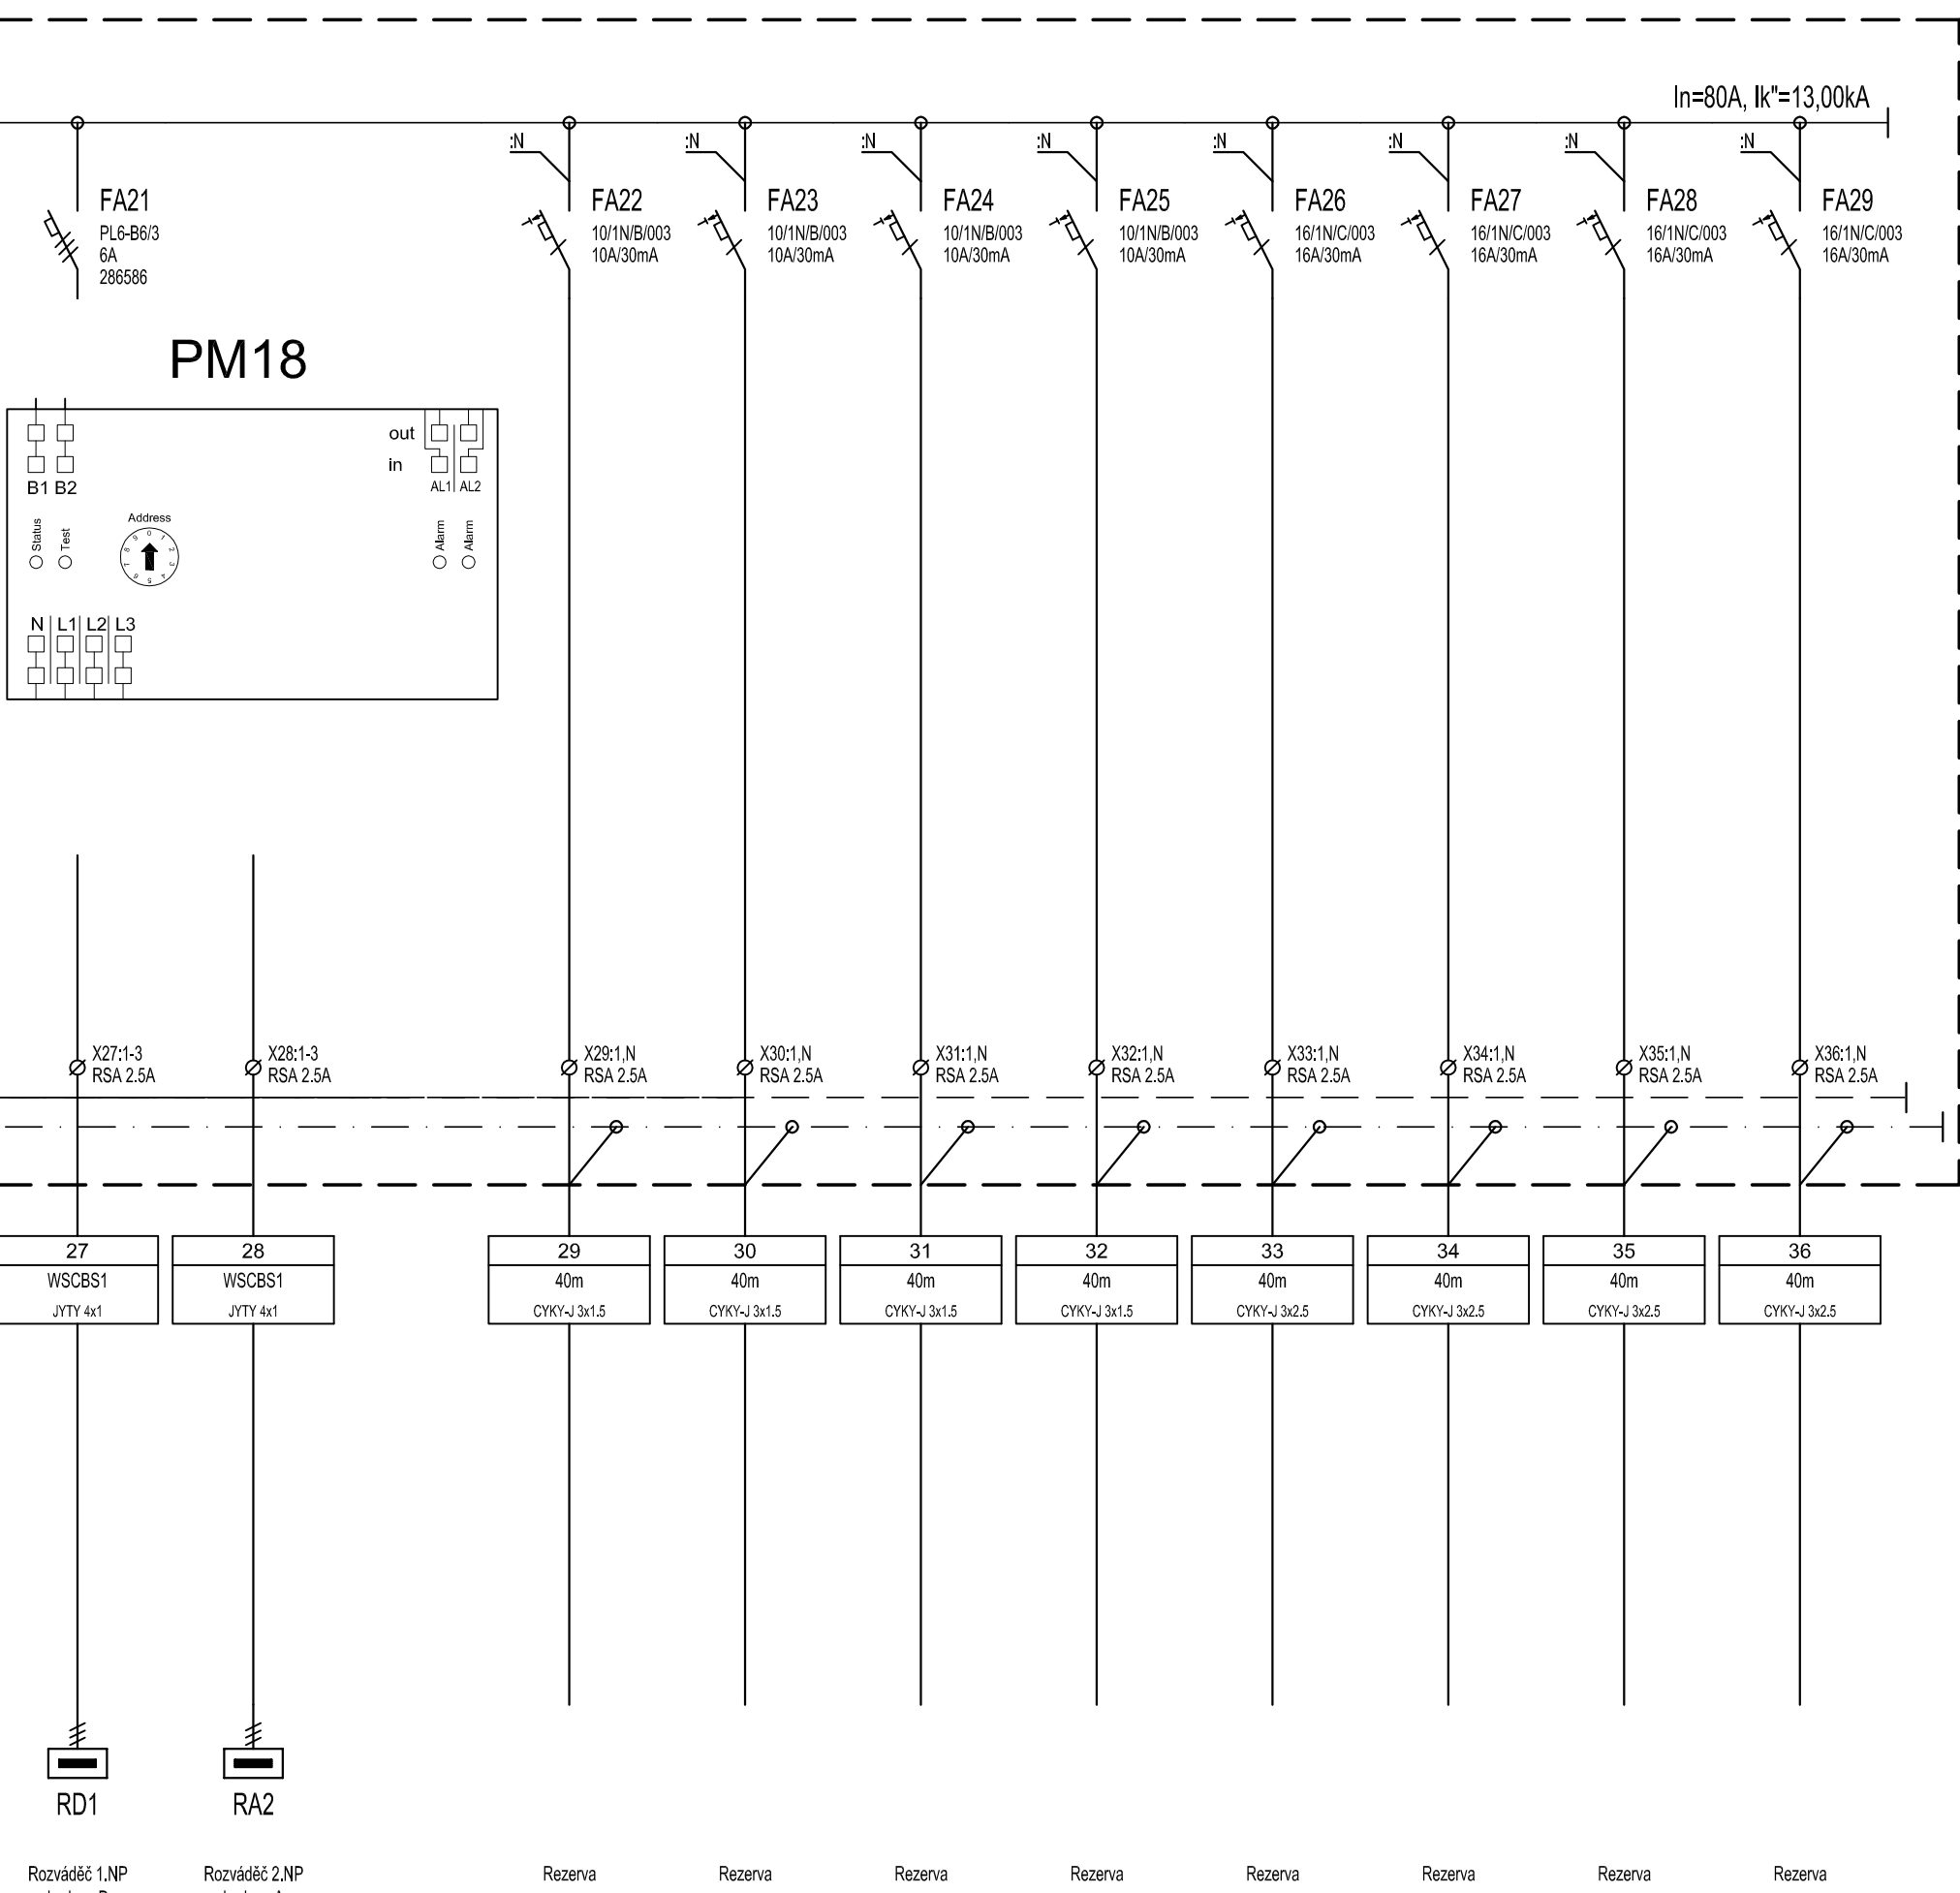 In=80A, Ik"=13,00kA
:N
:N
:N
:N
:N
:N
:N
:N
FA21
PL6-B6/3
6A
286586
FA22
10/1N/B/003
10A/30mA
FA23
10/1N/B/003
10A/30mA
FA24
10/1N/B/003
10A/30mA
FA25
10/1N/B/003
10A/30mA
FA26
16/1N/C/003
16A/30mA
FA27
16/1N/C/003
16A/30mA
FA28
16/1N/C/003
16A/30mA
FA29
16/1N/C/003
16A/30mA
PM18
out
in
B1 B2
AL1 AL2
Status
Test
Address
0 1 2 3 4 5 6 7 8 9
Alarm
Alarm
N L1 L2 L3
X27:1-3
RSA 2.5A
X28:1-3
RSA 2.5A
X29:1,N
RSA 2.5A
X30:1,N
RSA 2.5A
X31:1,N
RSA 2.5A
X32:1,N
RSA 2.5A
X33:1,N
RSA 2.5A
X34:1,N
RSA 2.5A
X35:1,N
RSA 2.5A
X36:1,N
RSA 2.5A
27
WSCBS1
JYTY 4x1
28
WSCBS1
JYTY 4x1
29
40m
CYKY-J 3x1.5
30
40m
CYKY-J 3x1.5
31
40m
CYKY-J 3x1.5
32
40m
CYKY-J 3x1.5
33
40m
CYKY-J 3x2.5
34
40m
CYKY-J 3x2.5
35
40m
CYKY-J 3x2.5
36
40m
CYKY-J 3x2.5
RD1
RA2
Rozváděč 1.NP
Rozváděč 2.NP
Rezerva
Rezerva
Rezerva
Rezerva
Rezerva
Rezerva
Rezerva
Rezerva